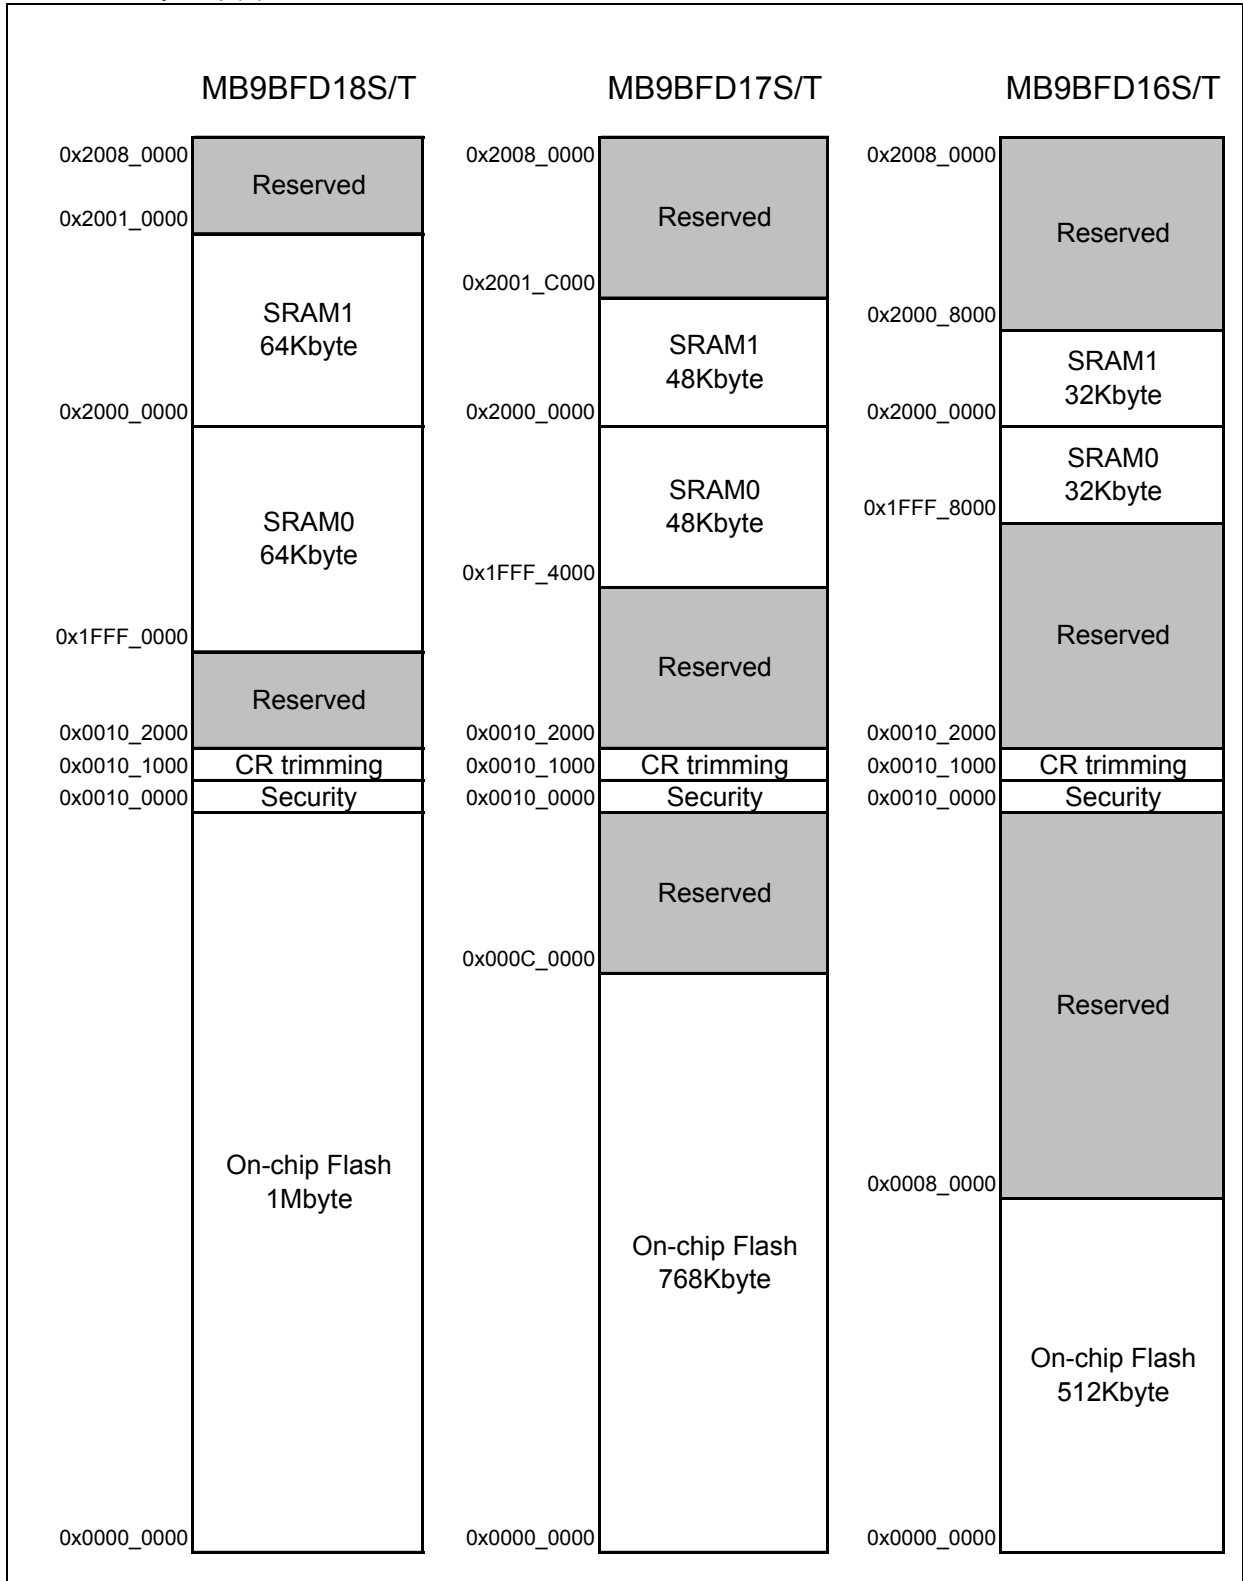 MB9BFD18S/T
0x2008_0000
Reserved
0x2001_0000
SRAM1
64Kbyte
0x2000_0000
SRAM0
64Kbyte
0x1FFF_0000
Reserved
0x0010_2000
0x0010_1000 CR trimming
0x0010_0000 Security
On-chip Flash
1Mbyte
0x0000_0000
MB9BFD17S/T
0x2008_0000
Reserved
0x2001_C000
SRAM1
48Kbyte
0x2000_0000
SRAM0
48Kbyte
0x1FFF_4000
Reserved
0x0010_2000
0x0010_1000 CR trimming
0x0010_0000 Security
Reserved
0x000C_0000
On-chip Flash
768Kbyte
0x0000_0000
MB9BFD16S/T
0x2008_0000
Reserved
0x2000_8000
SRAM1
32Kbyte
0x2000_0000
SRAM0
32Kbyte
0x1FFF_8000
Reserved
0x0010_2000
0x0010_1000 CR trimming
0x0010_0000 Security
Reserved
0x0008_0000
On-chip Flash
512Kbyte
0x0000_0000